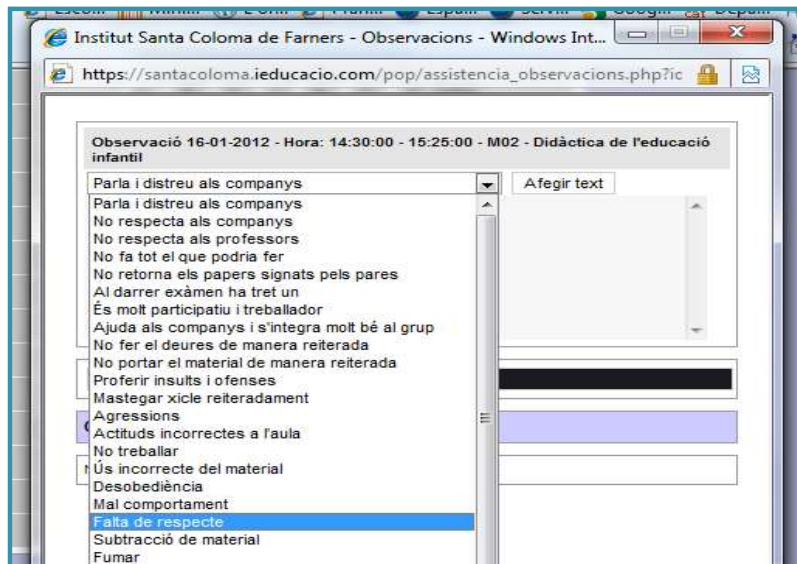 Institut Santa Coloma de Farners - Observacions - Windows Int...
https://santacoloma.ieducacio.com/pop/assistencia_observacions.php?ic
Observació 16-01-2012 - Hora: 14:30:00 - 15:25:00 - M02 - Didàctica de l'educació
infantil
Parla i distreu als companys
Afegir text
Parla i distreu als companys
No respecta als companys
No respecta als professors
No fa tot el que podria fer
No retorna els papers signats pels pares
Al darrer exàmen ha tret un
És molt participatiu i treballador
Ajuda als companys i s'integra molt bé al grup
No fer el deures de manera reiterada
No portar el material de manera reiterada
Proferir insults i ofenses
Mastegar xicle reiteradament
Agressions
Actituds incorrectes a l'aula
No treballar
Ús incorrecte del material
Desobediència
Mal comportament
Falta de respecte
Subtracció de material
Fumar